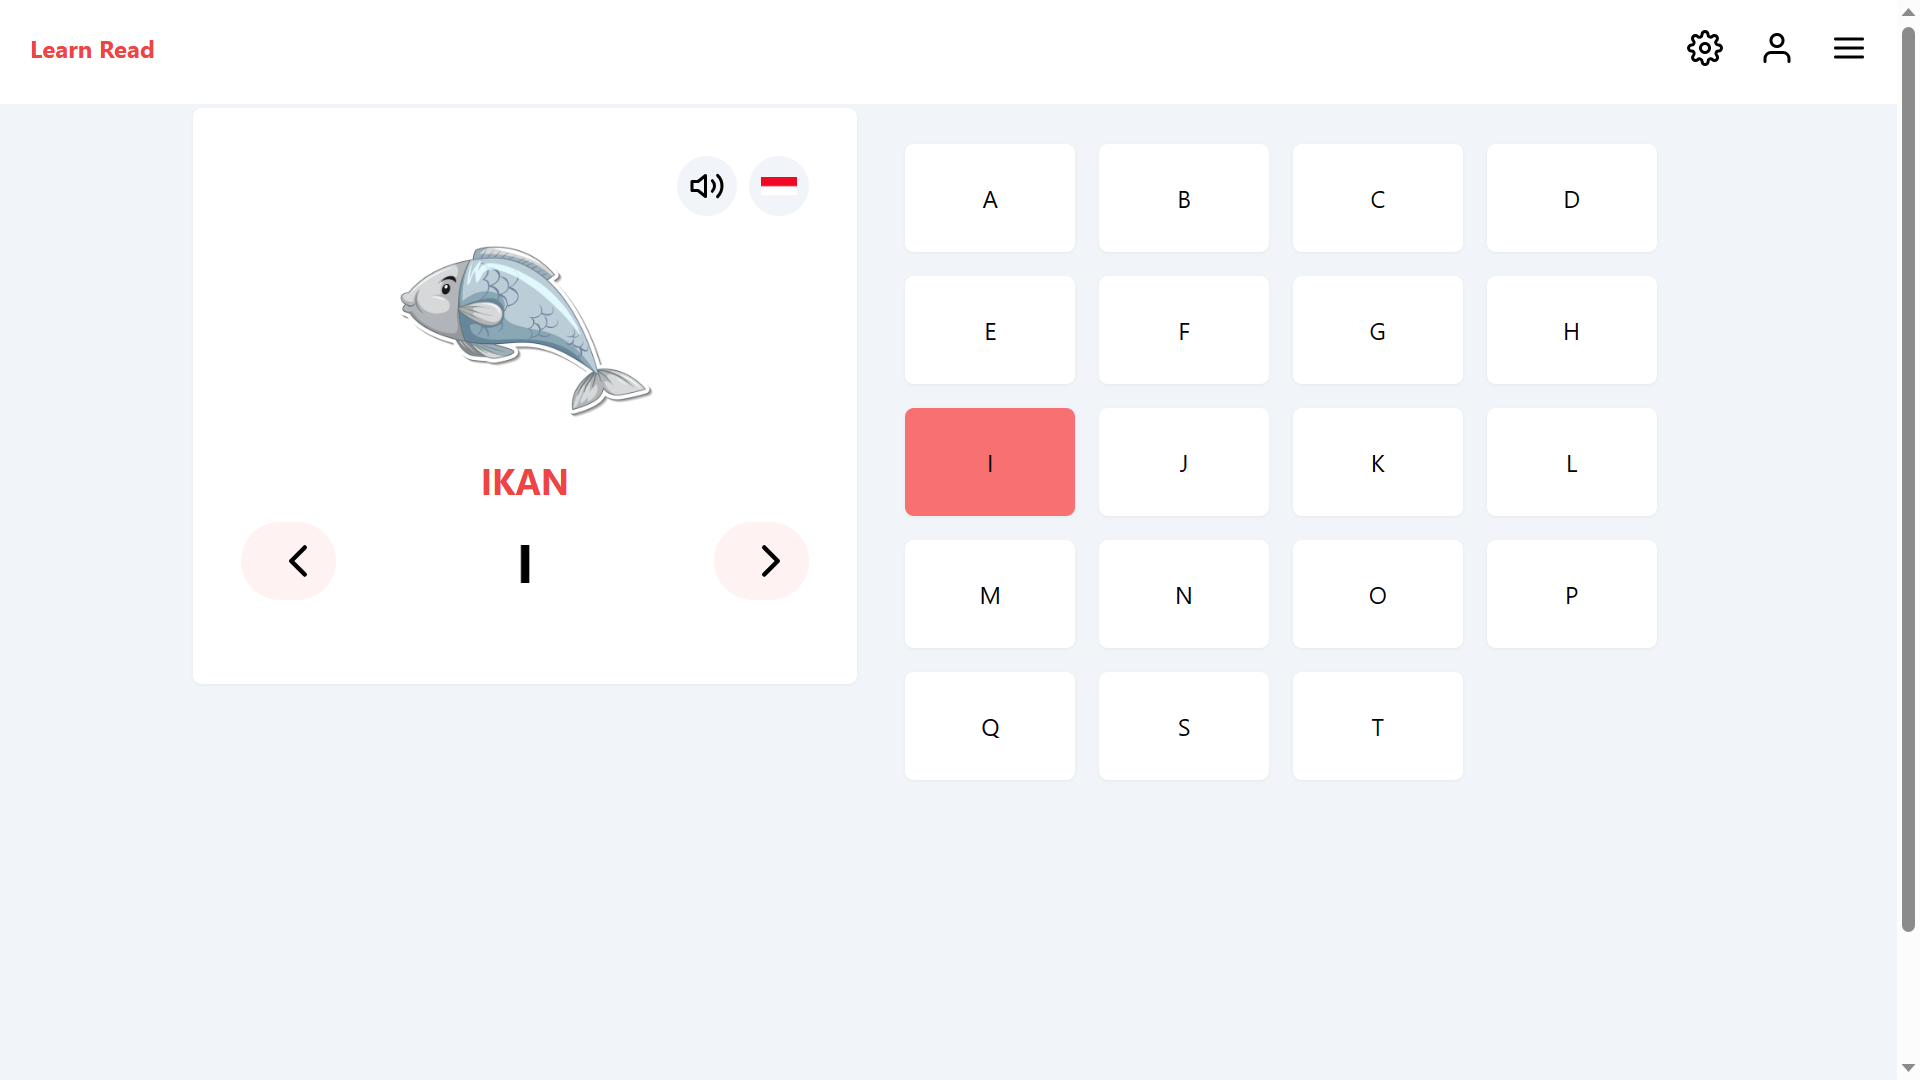 Learn Read
IKAN
I
A B C D
E F G H
I J K L
M N O P
Q S T